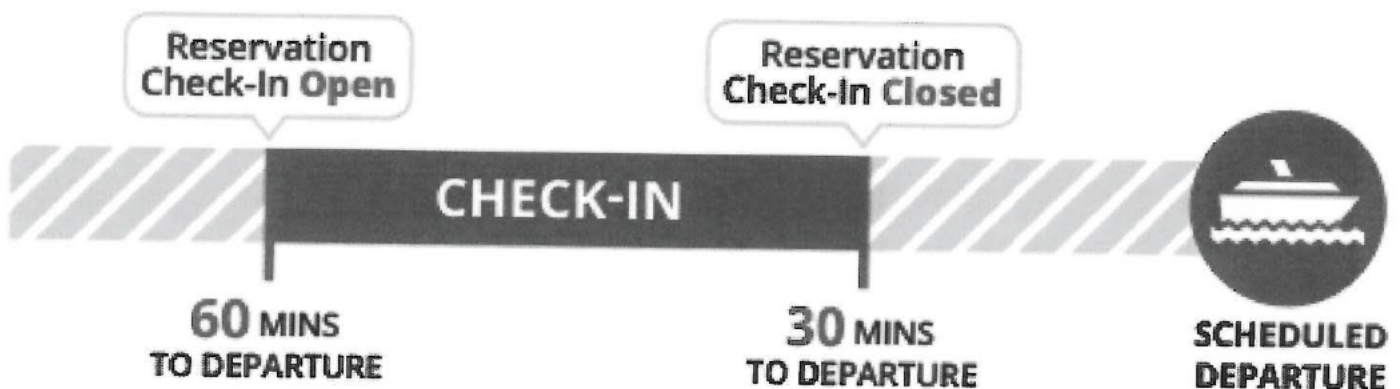 Reservation
Check-In Open
Reservation
Check-In Closed
CHECK-IN
60 MINS
TO DEPARTURE
30 MINS
TO DEPARTURE
SCHEDULED
DEPARTURE